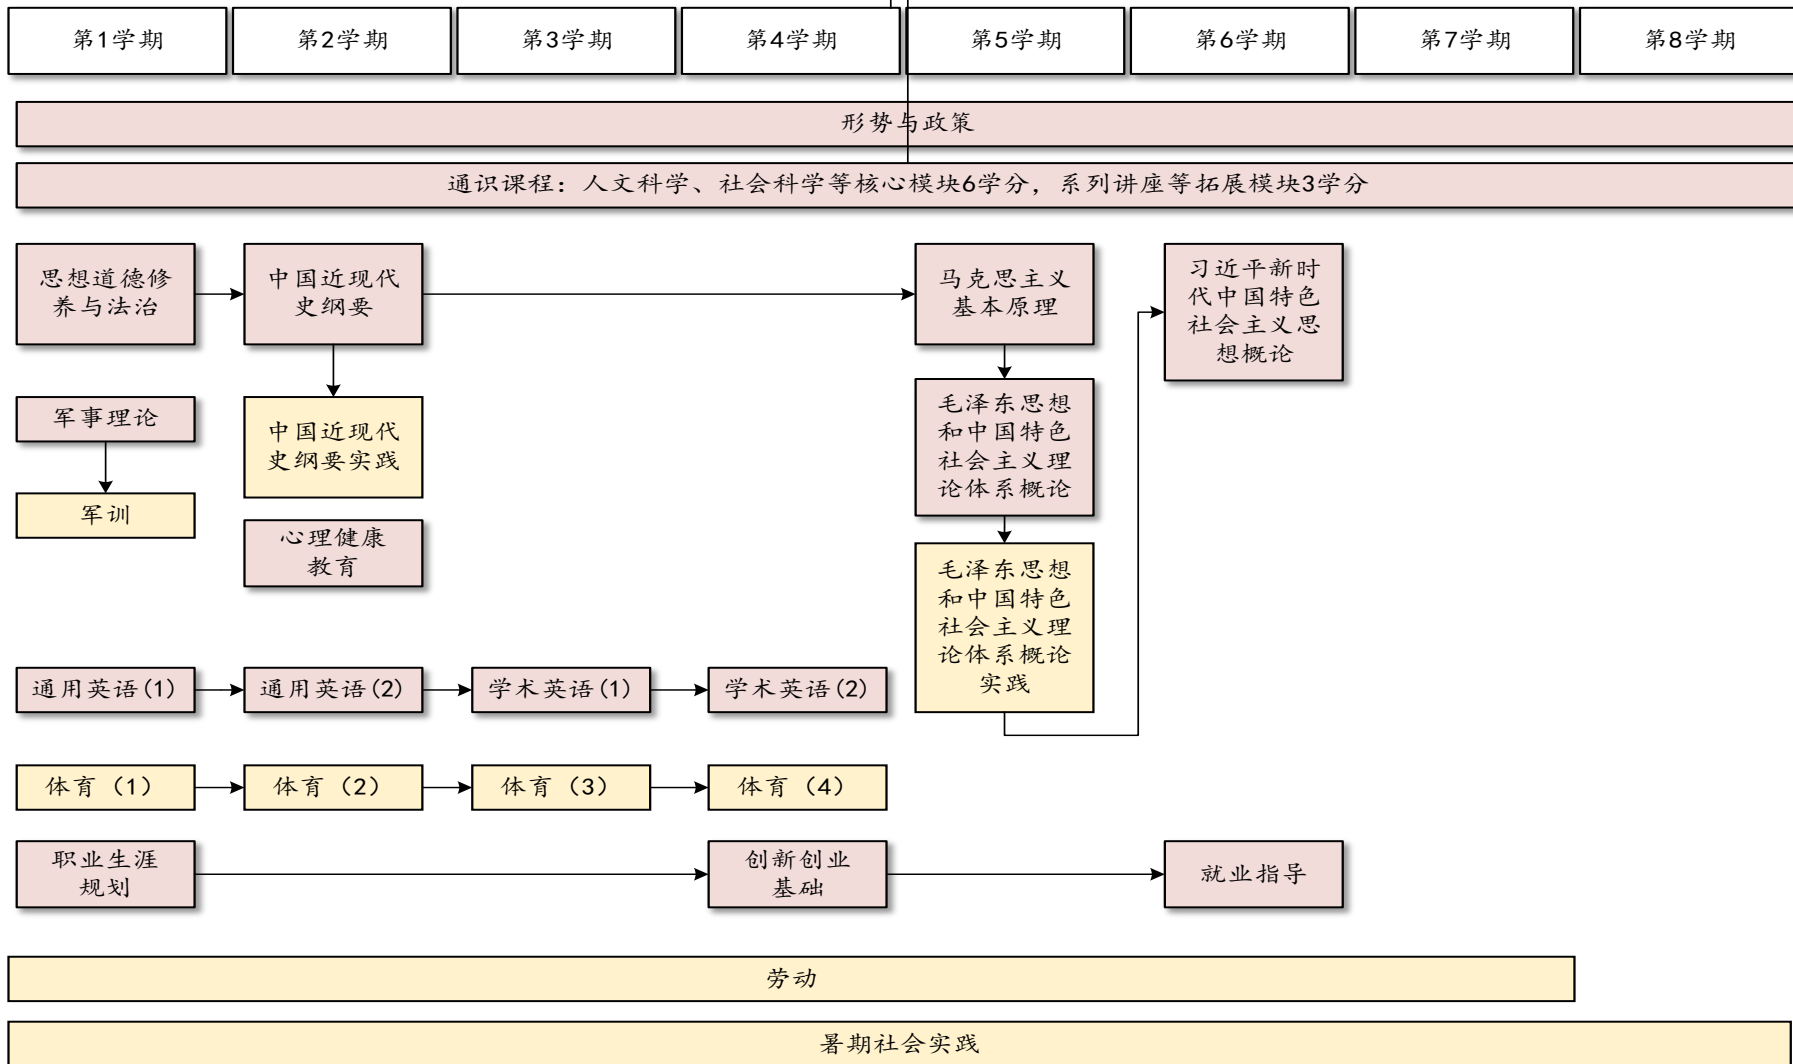 第1学期
第2学期
第3学期
第4学期
第5学期
第6学期
第7学期
第8学期
形势与政策
通识课程：人文科学、社会科学等核心模块6学分，系列讲座等拓展模块3学分
思想道德修
养与法治
中国近现代
史纲要
马克思主义
基本原理
习近平新时
代中国特色
社会主义思
想概论
军事理论
中国近现代
史纲要实践
毛泽东思想
和中国特色
社会主义理
论体系概论
军训
心理健康
教育
毛泽东思想
和中国特色
社会主义理
论体系概论
实践
通用英语(1)
通用英语(2)
学术英语(1)
学术英语(2)
体育（1）
体育（2）
体育（3）
体育（4）
职业生涯
规划
创新创业
基础
就业指导
劳动
暑期社会实践